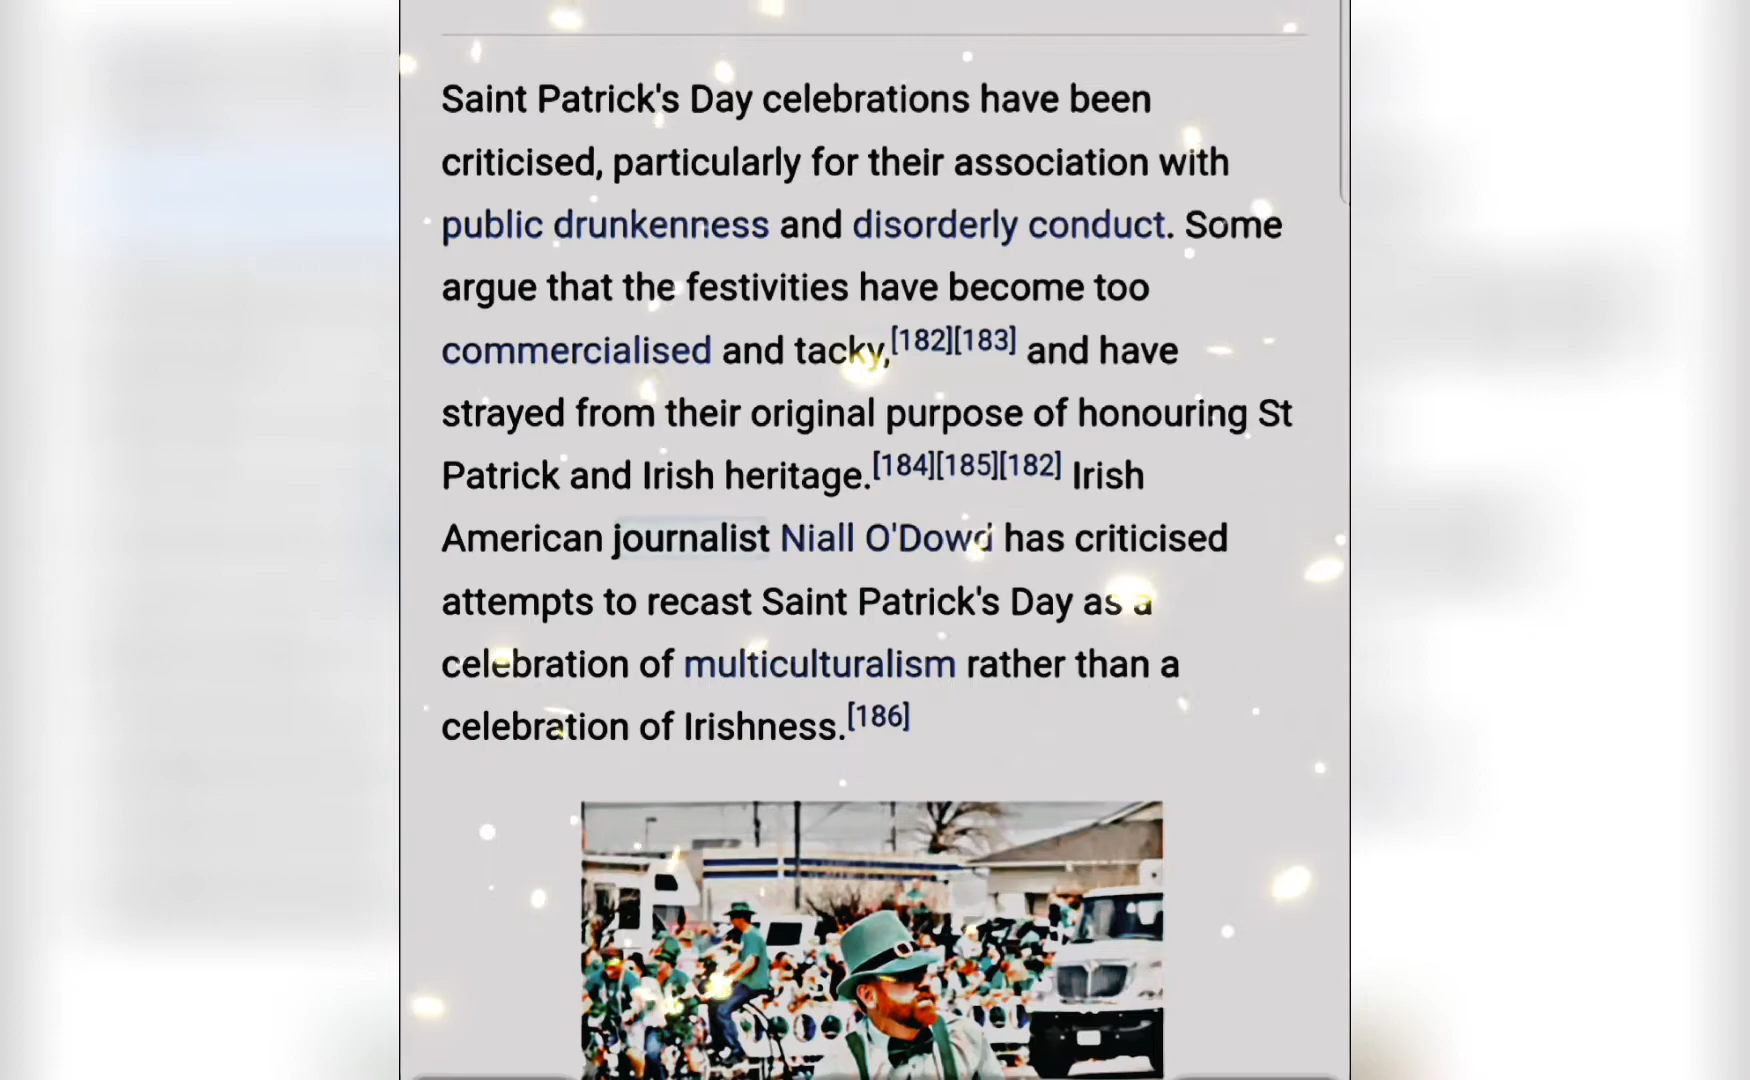 Saint Patrick's Day celebrations have been
criticised, particularly for their association with
public drunkenness and disorderly conduct. Some
argue that the festivities have become too
commercialised and tacky,[182][183] and have
strayed from their original purpose of honouring St
Patrick and Irish heritage.[184][185][182] Irish
American journalist Niall O'Dowd has criticised
attempts to recast Saint Patrick's Day as a
celebration of multiculturalism rather than a
celebration of Irishness.[186]